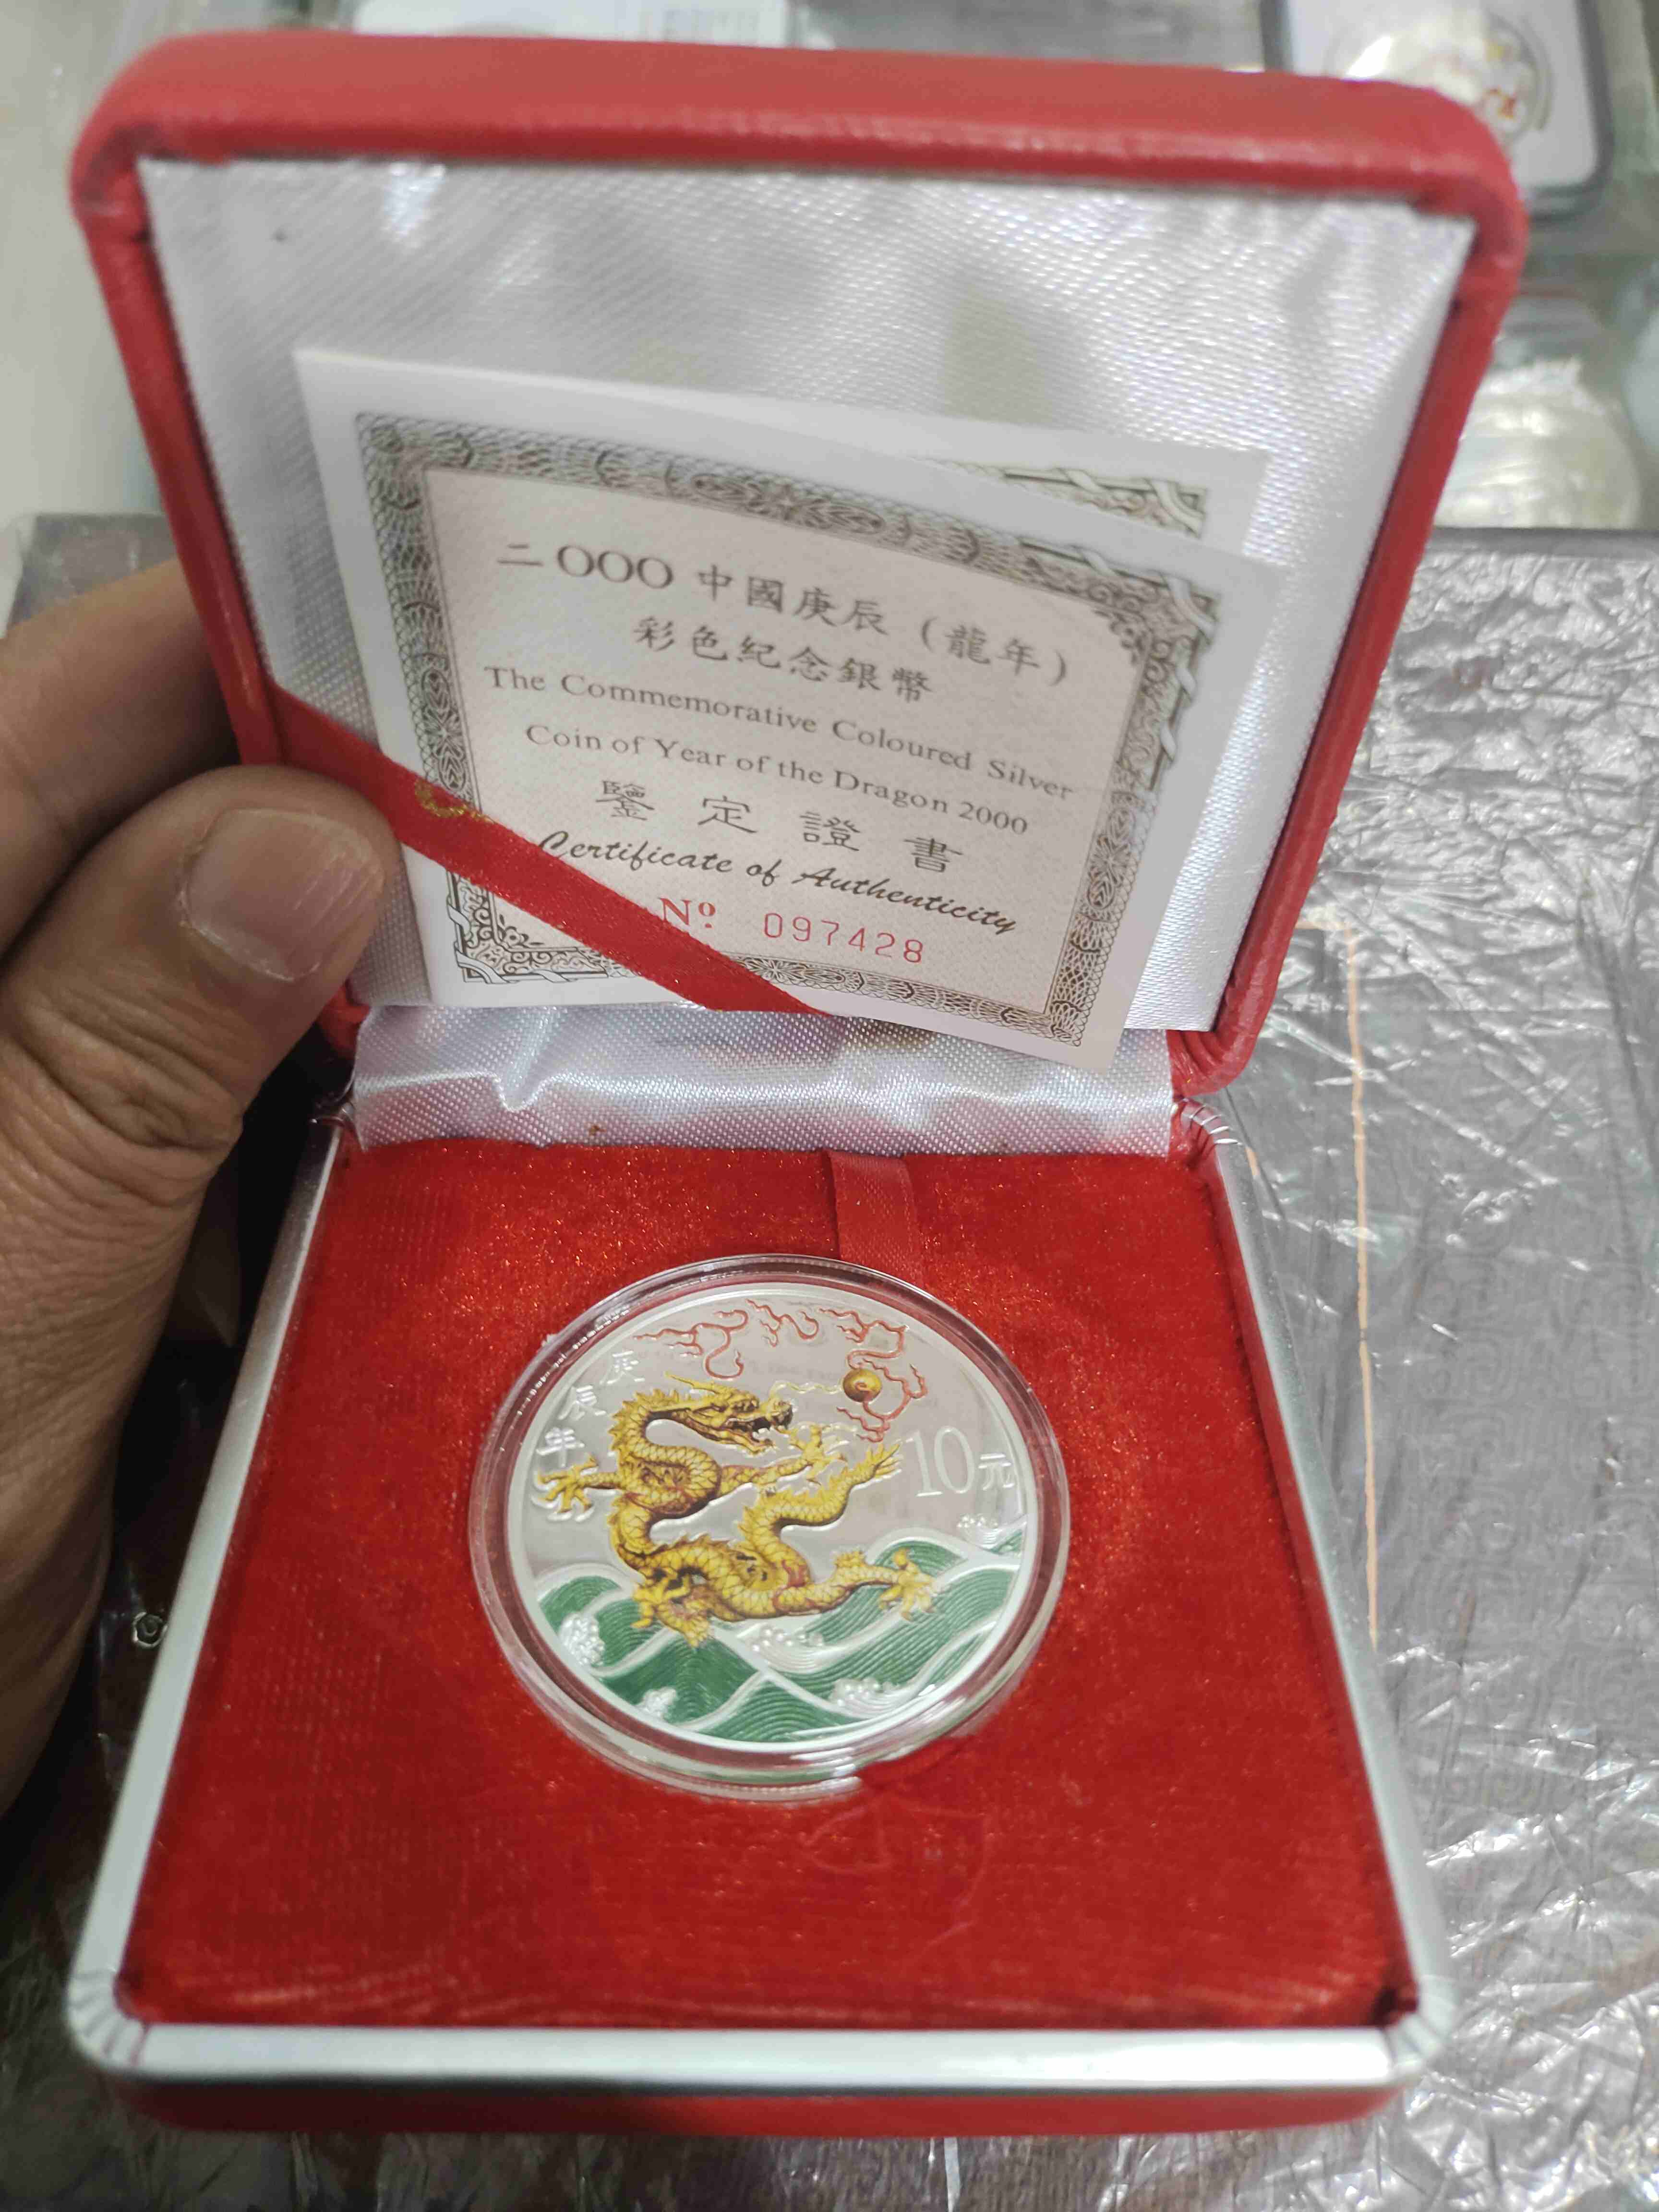 二OOO 中國庚辰（龍年）
彩色紀念銀幣
The Commemorative Coloured Silver
Coin of Year of the Dragon 2000
鑒定證書
Certificate of Authenticity
Nº 097428
庚辰年
10元